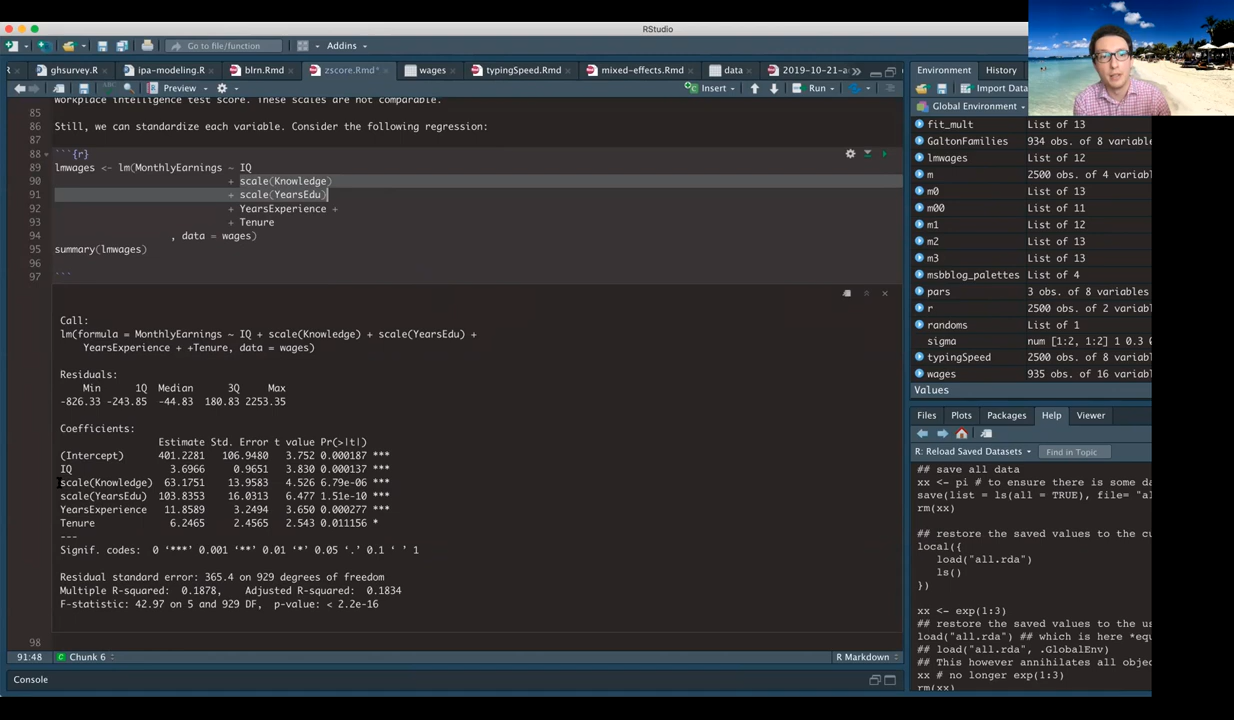 RStudio
Go to file/function
Addins
R
ghsurvey.R
ipa-modeling.R
blrn.Rmd
zscore.Rmd*
wages
typingSpeed.Rmd
mixed-effects.Rmd
data
2019-10-21-a
Preview
Insert
Run
Workplace intelligence test score. These scales are not comparable.
85
86 Still, we can standardize each variable. Consider the following regression:
87
88 ```{r}
89 lmwages <- lm(MonthlyEarnings ~ IQ
90 + scale(Knowledge)
91 + scale(YearsEdu)
92 + YearsExperience +
93 + Tenure
94 , data = wages)
95 summary(lmwages)
96
97 ```
Call:
lm(formula = MonthlyEarnings ~ IQ + scale(Knowledge) + scale(YearsEdu) +
YearsExperience + +Tenure, data = wages)
Residuals:
Min 1Q Median 3Q Max
-826.33 -243.85 -44.83 180.83 2253.35
Coefficients:
Estimate Std. Error t value Pr(>|t|)
(Intercept) 401.2281 106.9480 3.752 0.000187 ***
IQ 3.6966 0.9651 3.830 0.000137 ***
scale(Knowledge) 63.1751 13.9583 4.526 6.79e-06 ***
scale(YearsEdu) 103.8353 16.0313 6.477 1.51e-10 ***
YearsExperience 11.8589 3.2494 3.650 0.000277 ***
Tenure 6.2465 2.4565 2.543 0.011156 *
---
Signif. codes: 0 ‘***’ 0.001 ‘**’ 0.01 ‘*’ 0.05 ‘.’ 0.1 ‘ ’ 1
Residual standard error: 365.4 on 929 degrees of freedom
Multiple R-squared: 0.1878, Adjusted R-squared: 0.1834
F-statistic: 42.97 on 5 and 929 DF, p-value: < 2.2e-16
98
91:48
Chunk 6
R Markdown
Console
Environment
History
Import Dat
Global Environment
fit_mult List of 13
GaltonFamilies 934 obs. of 8 variable
lmwages List of 12
m 2500 obs. of 4 variab
m0 List of 13
m00 List of 11
m1 List of 12
m2 List of 13
m3 List of 13
msbblog_palettes List of 4
pars 3 obs. of 8 variables
r 2500 obs. of 2 variab
randoms List of 1
sigma num [1:2, 1:2] 1 0.3 0
typingSpeed 2500 obs. of 8 variab
wages 935 obs. of 16 variabl
Values
Files
Plots
Packages
Help
Viewer
R: Reload Saved Datasets
Find in Topic
## save all data
xx <- pi # to ensure there is some da
save(list = ls(all = TRUE), file= "al
rm(xx)
## restore the saved values to the cu
local({
load("all.rda")
ls()
})
xx <- exp(1:3)
## restore the saved values to the us
load("all.rda") ## which is here *equ
## load("all.rda", .GlobalEnv)
## This however annihilates all objec
xx # no longer exp(1:3)
rm(xx)